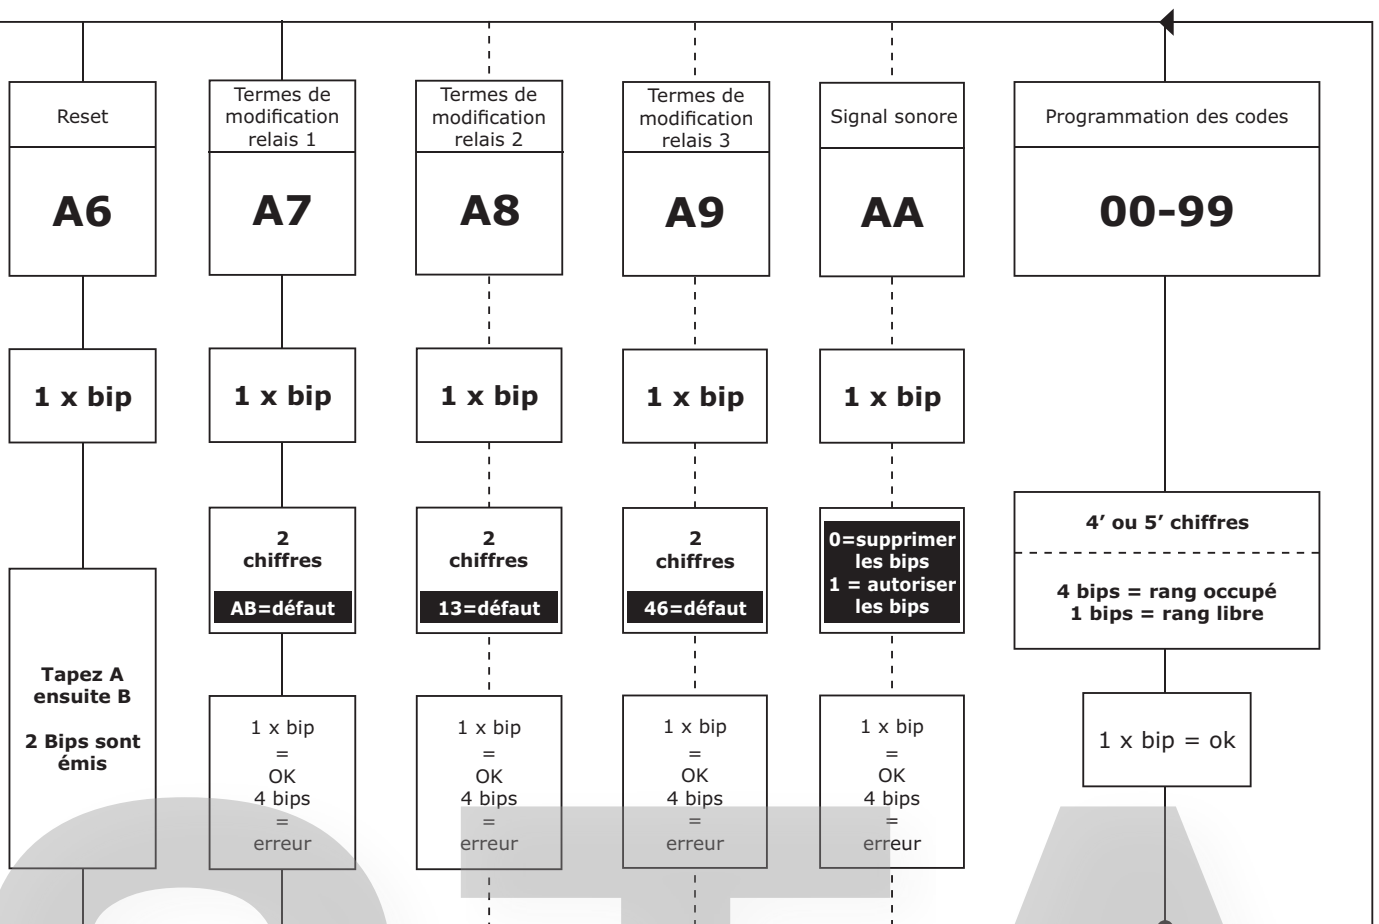 Reset
A6
1 x bip
Tapez A
ensuite B
2 Bips sont
émis
Termes de
modification
relais 1
A7
1 x bip
2
chiffres
AB=défaut
1 x bip
=
OK
4 bips
=
erreur
Termes de
modification
relais 2
A8
1 x bip
2
chiffres
13=défaut
1 x bip
=
OK
4 bips
=
erreur
Termes de
modification
relais 3
A9
1 x bip
2
chiffres
46=défaut
1 x bip
=
OK
4 bips
=
erreur
Signal sonore
AA
1 x bip
0=supprimer
les bips
1 = autoriser
les bips
1 x bip
=
OK
4 bips
=
erreur
Programmation des codes
00-99
4’ ou 5’ chiffres
4 bips = rang occupé
1 bips = rang libre
1 x bip = ok